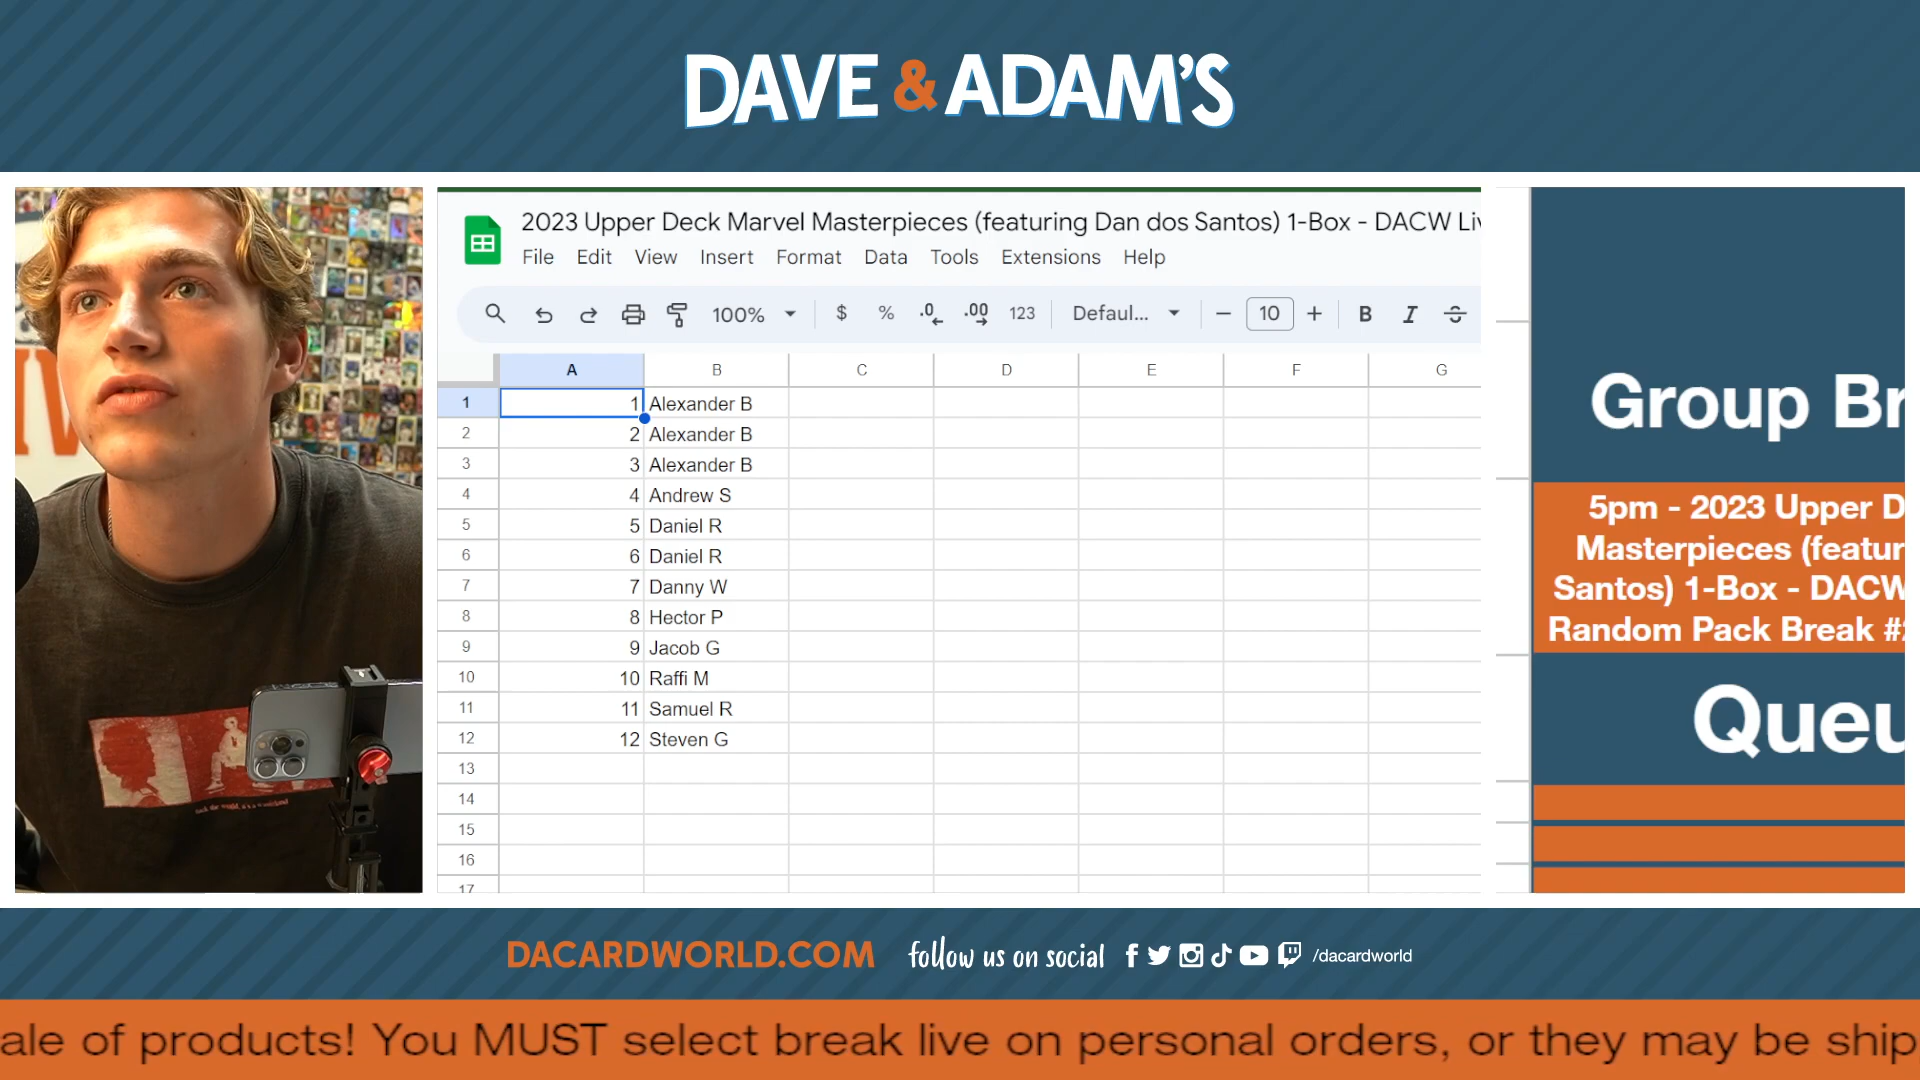 DAVE & ADAM'S
2023 Upper Deck Marvel Masterpieces (featuring Dan dos Santos) 1-Box - DACW Liv
File Edit View Insert Format Data Tools Extensions Help
100% $ % .0 .00 123 Defaul... 10 B I S
A B C D E F G
1 1 Alexander B
2 2 Alexander B
3 3 Alexander B
4 4 Andrew S
5 5 Daniel R
6 6 Daniel R
7 7 Danny W
8 8 Hector P
9 9 Jacob G
10 10 Raffi M
11 11 Samuel R
12 12 Steven G
13
14
15
16
17
Group Br
5pm - 2023 Upper D
Masterpieces (featur
Santos) 1-Box - DACW
Random Pack Break #
Queu
DACARDWORLD.COM follow us on social /dacardworld
ale of products! You MUST select break live on personal orders, or they may be ship